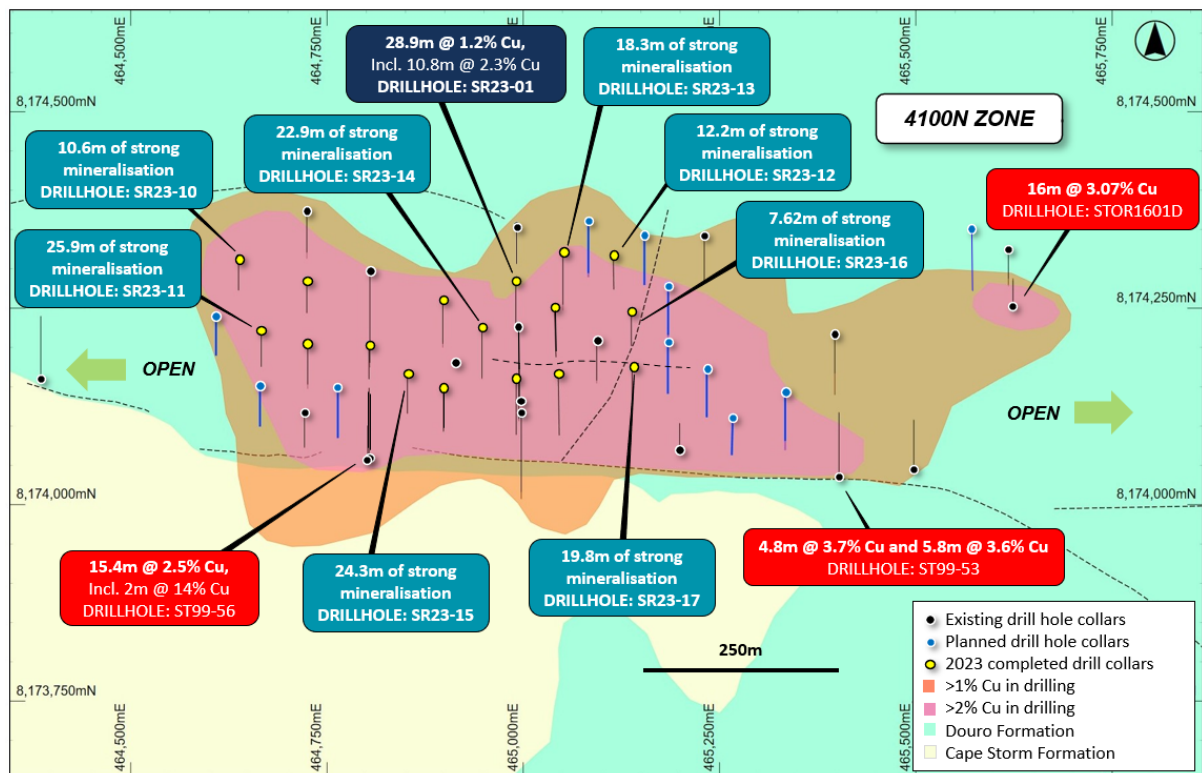 464,500mE
464,750mE
465,000mE
465,250mE
465,500mE
465,750mE
8,174,500mN
8,174,500mN
28.9m @ 1.2% Cu,
Incl. 10.8m @ 2.3% Cu
DRILLHOLE: SR23-01
18.3m of strong
mineralisation
DRILLHOLE: SR23-13
4100N ZONE
22.9m of strong
mineralisation
DRILLHOLE: SR23-14
12.2m of strong
mineralisation
DRILLHOLE: SR23-12
10.6m of strong
mineralisation
DRILLHOLE: SR23-10
16m @ 3.07% Cu
DRILLHOLE: STOR1601D
7.62m of strong
mineralisation
DRILLHOLE: SR23-16
25.9m of strong
mineralisation
DRILLHOLE: SR23-11
8,174,250mN
OPEN
OPEN
8,174,000mN
8,174,000mN
15.4m @ 2.5% Cu,
Incl. 2m @ 14% Cu
DRILLHOLE: ST99-56
24.3m of strong
mineralisation
DRILLHOLE: SR23-15
19.8m of strong
mineralisation
DRILLHOLE: SR23-17
4.8m @ 3.7% Cu and 5.8m @ 3.6% Cu
DRILLHOLE: ST99-53
250m
Existing drill hole collars
Planned drill hole collars
2023 completed drill collars
>1% Cu in drilling
>2% Cu in drilling
Douro Formation
Cape Storm Formation
8,173,750mN
464,500mE
464,750mE
465,000mE
465,250mE
465,500mE
465,750mE